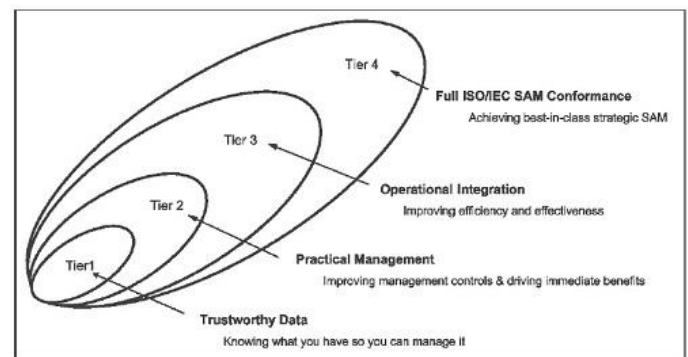 Tier 4
Full ISO/IEC SAM Conformance
Achieving best-in-class strategic SAM
Tier 3
Operational Integration
Improving efficiency and effectiveness
Tier 2
Practical Management
Improving management controls & driving immediate benefits
Tier1
Trustworthy Data
Knowing what you have so you can manage it